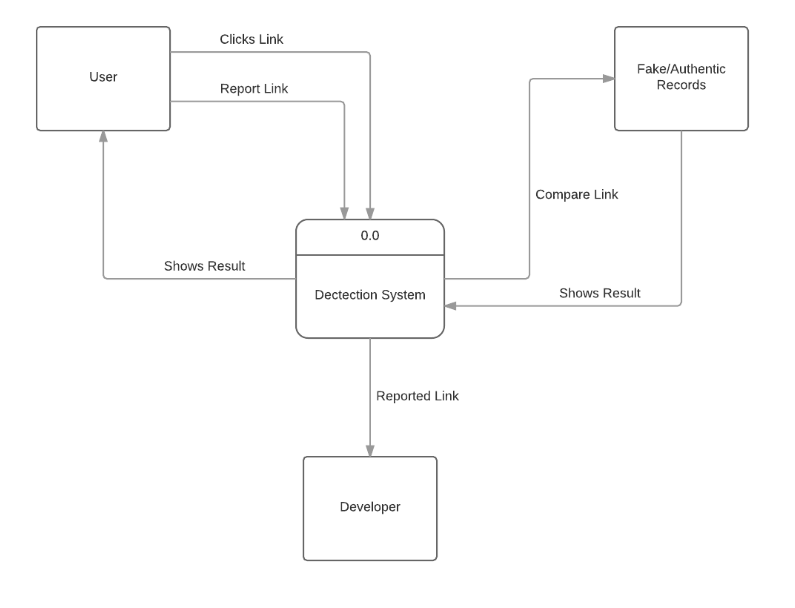 Clicks Link
User
Fake/Authentic
Records
Report Link
Compare Link
0.0
Shows Result
Dectection System
Shows Result
Reported Link
Developer